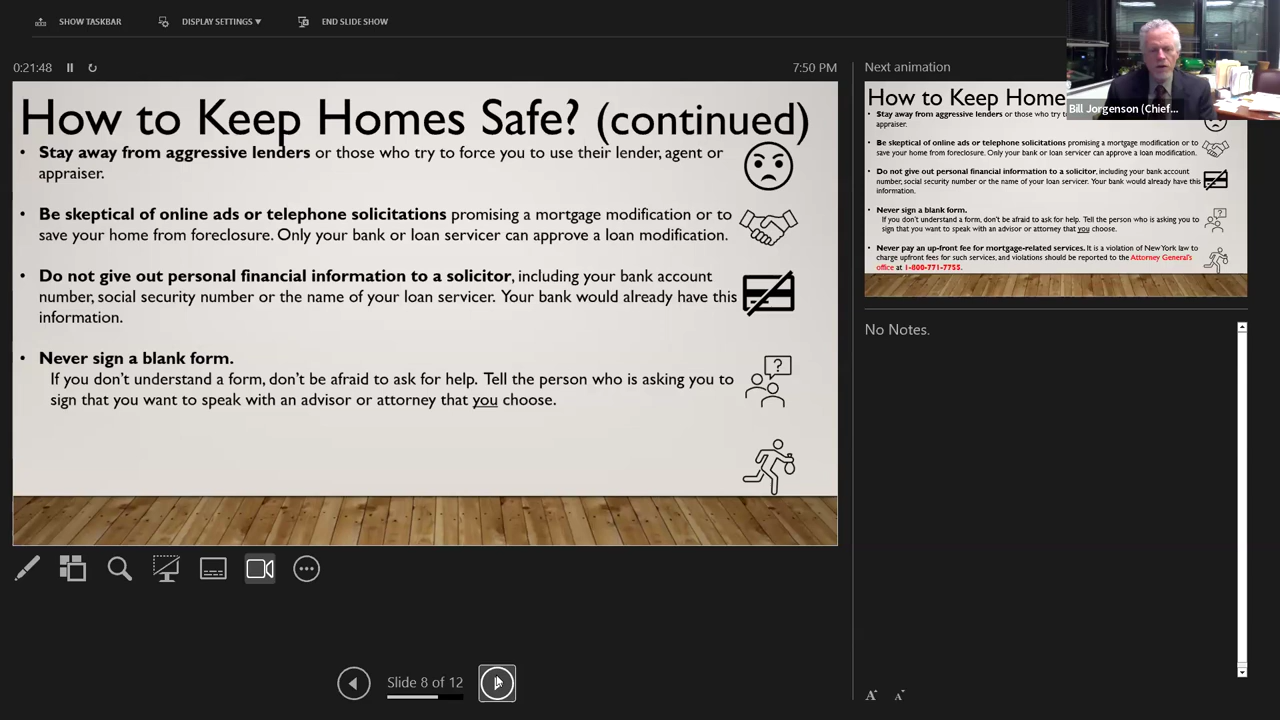 SHOW TASKBAR
DISPLAY SETTINGS ▼
END SLIDE SHOW
0:21:48
7:50 PM
How to Keep Homes Safe? (continued)
• Stay away from aggressive lenders or those who try to force you to use their lender, agent or
appraiser.
• Be skeptical of online ads or telephone solicitations promising a mortgage modification or to
save your home from foreclosure. Only your bank or loan servicer can approve a loan modification.
• Do not give out personal financial information to a solicitor, including your bank account
number, social security number or the name of your loan servicer. Your bank would already have this
information.
• Never sign a blank form.
If you don't understand a form, don't be afraid to ask for help. Tell the person who is asking you to
sign that you want to speak with an advisor or attorney that you choose.
?
Slide 8 of 12
Next animation
Bill Jorgenson (Chief...
How to Keep Home
• Stay away from aggressive lenders or those who try t
appraiser.
• Be skeptical of online ads or telephone solicitations promising a mortgage modification or to
save your home from foreclosure. Only your bank or loan servicer can approve a loan modification.
• Do not give out personal financial information to a solicitor, including your bank account
number, social security number or the name of your loan servicer. Your bank would already have this
information.
• Never sign a blank form.
If you don't understand a form, don't be afraid to ask for help. Tell the person who is asking you to
sign that you want to speak with an advisor or attorney that you choose.
?
• Never pay an up-front fee for mortgage-related services. It is a violation of New York law to
charge upfront fees for such services, and violations should be reported to the Attorney General's
office at 1-800-771-7755.
No Notes.
A A